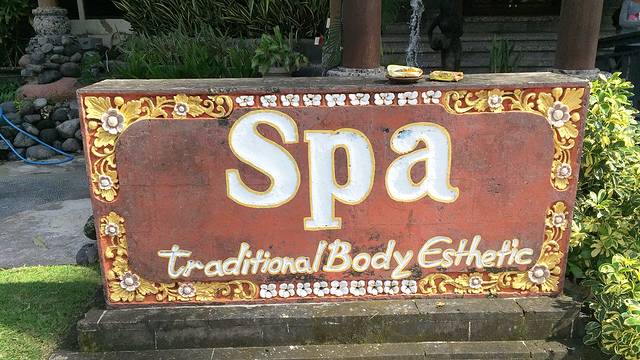 Spa
traditional Body Esthetic